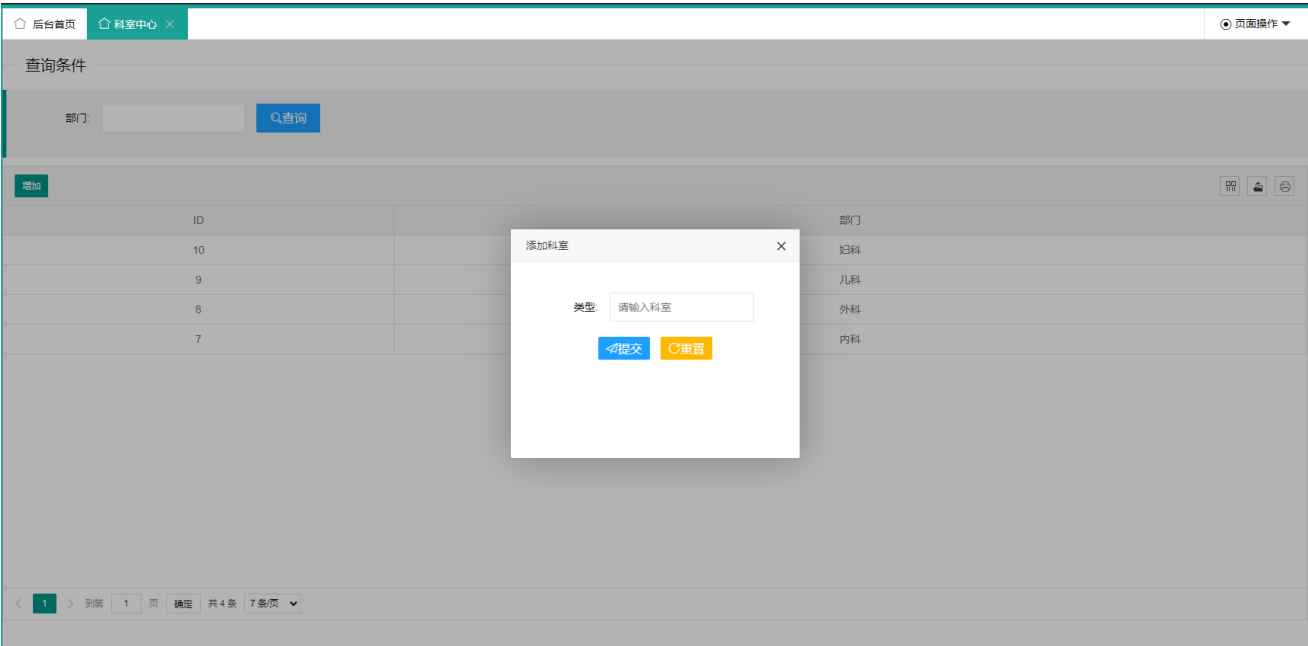 后台首页 科室中心 页面操作
查询条件
部门: 查询
增加
ID 部门
10 妇科
9 儿科
8 外科
7 内科
添加科室
类型: 请输入科室
提交 重置
1 到第 1 页 确定 共 4 条 7 条/页